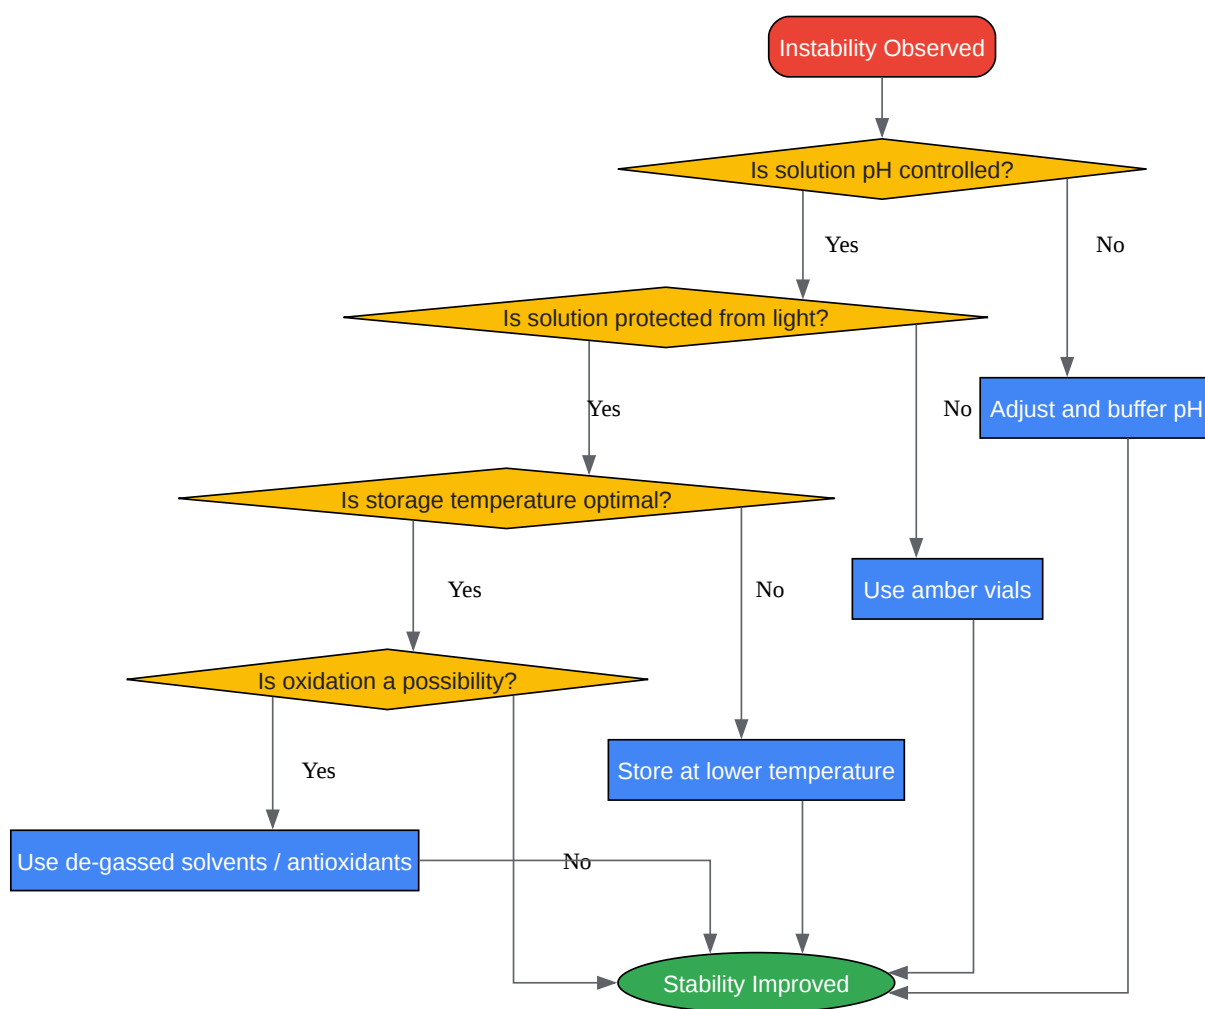 Instability Observed
Is solution pH controlled?
Yes
No
Is solution protected from light?
Yes
No
Adjust and buffer pH
Is storage temperature optimal?
Yes
No
Use amber vials
Is oxidation a possibility?
Yes
Store at lower temperature
Use de-gassed solvents / antioxidants
No
Stability Improved